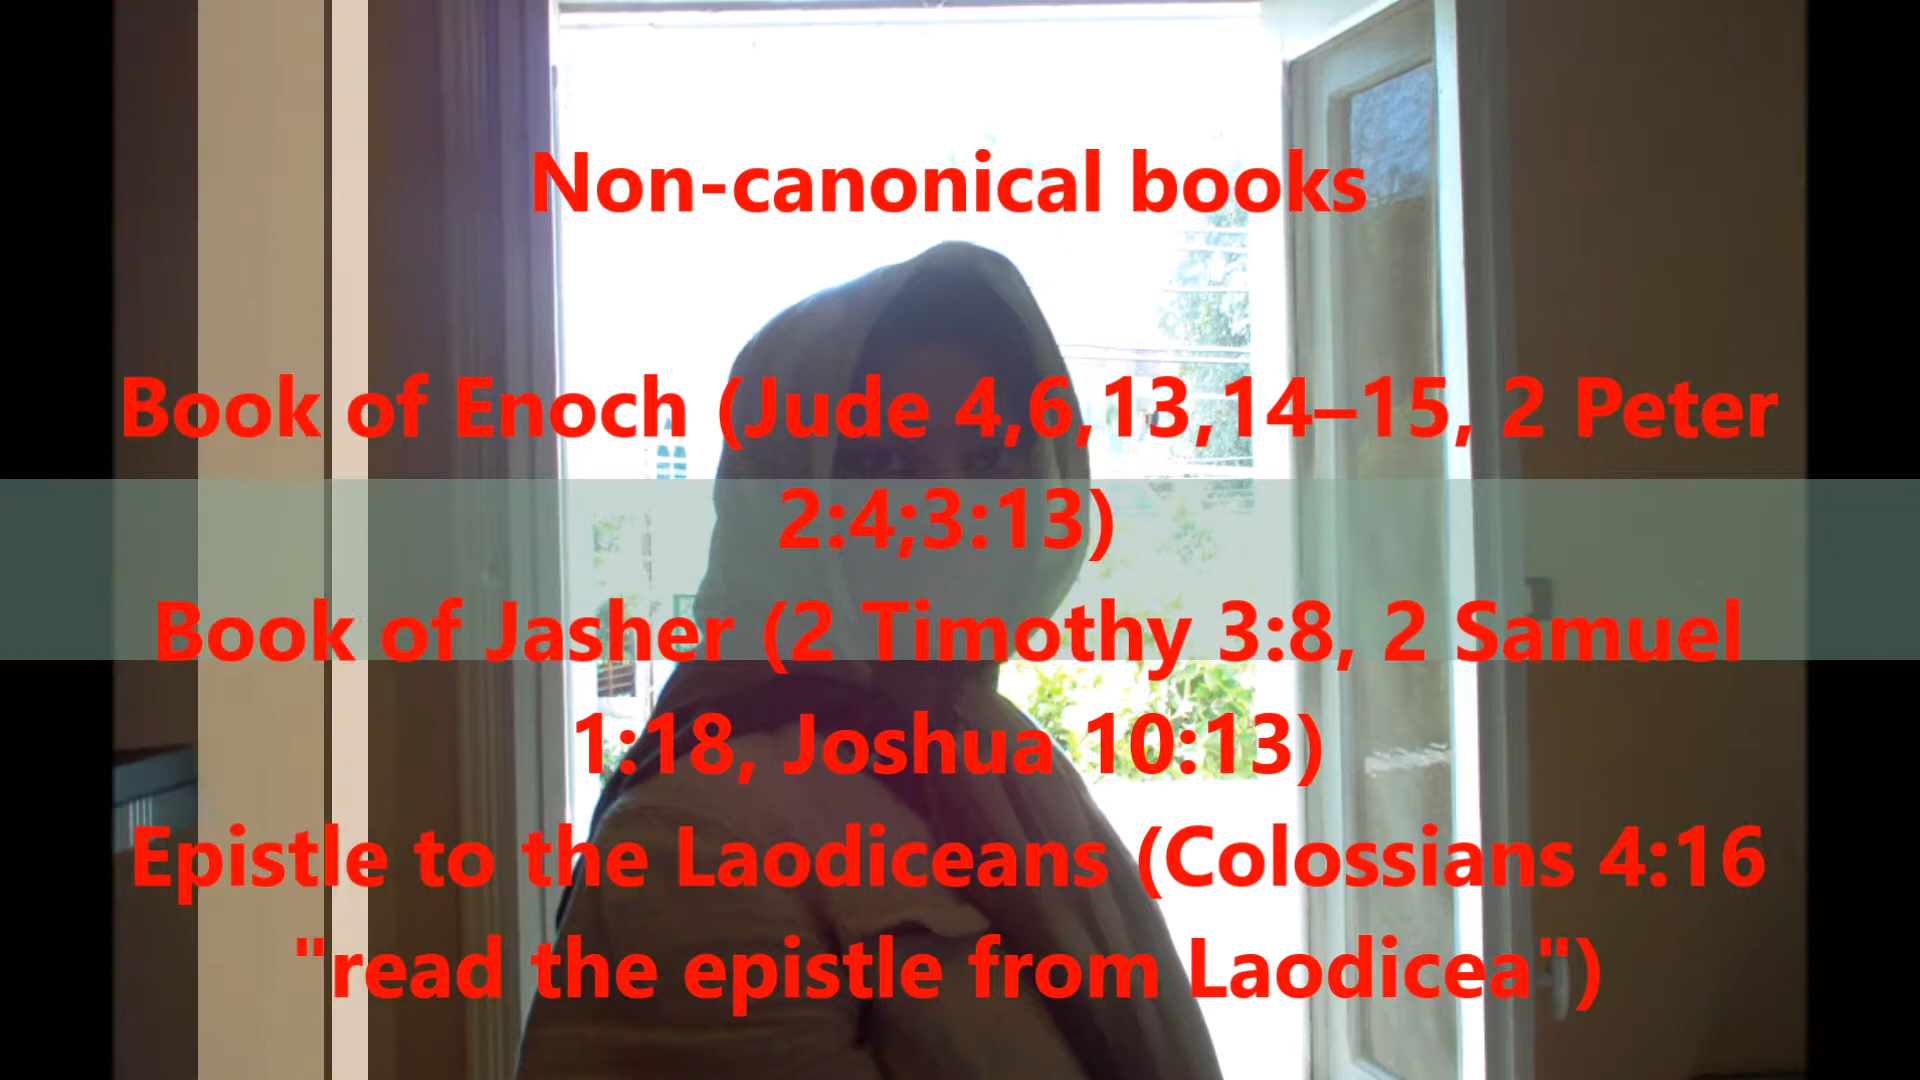 Non-canonical books
Book of Enoch (Jude 4,6,13,14–15, 2 Peter
2:4;3:13)
Book of Jasher (2 Timothy 3:8, 2 Samuel
1:18, Joshua 10:13)
Epistle to the Laodiceans (Colossians 4:16
"read the epistle from Laodicea")